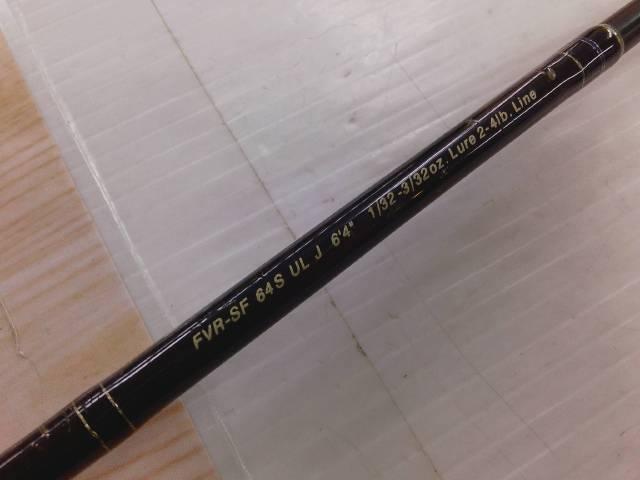 FVR-SF 64S UL J 6'4" 1/32-3/32oz. Lure 2-4lb. Line